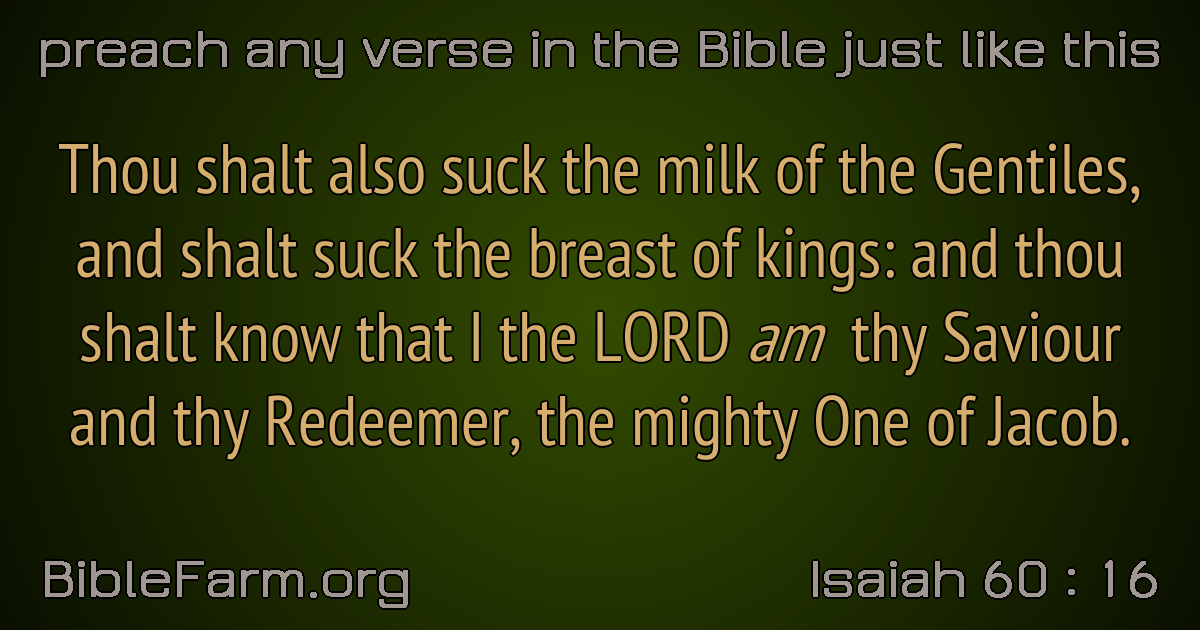 preach any verse in the Bible just like this
Thou shalt also suck the milk of the Gentiles,
and shalt suck the breast of kings: and thou
shalt know that I the LORD am thy Saviour
and thy Redeemer, the mighty One of Jacob.
BibleFarm.org
Isaiah 60 : 16